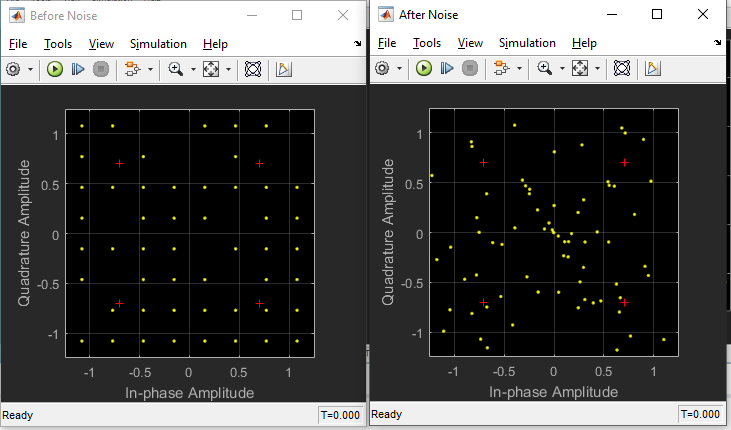 Before Noise
File Tools View Simulation Help
1
0.5
0
-0.5
-1
Quadrature Amplitude
-1 -0.5 0 0.5 1
In-phase Amplitude
Ready T=0.000
After Noise
File Tools View Simulation Help
1
0.5
0
-0.5
-1
Quadrature Amplitude
-1 -0.5 0 0.5 1
In-phase Amplitude
Ready T=0.000